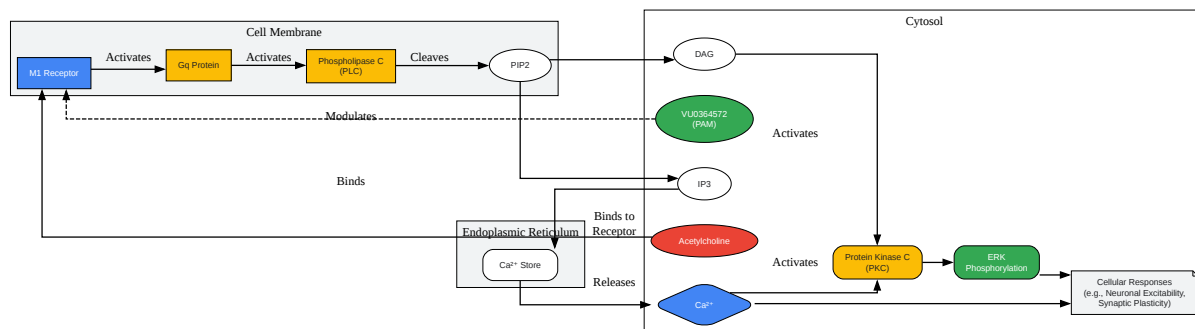 Cell Membrane
Cytosol
M1 Receptor
Activates
Gq Protein
Activates
Phospholipase C
(PLC)
Cleaves
PIP2
DAG
VU0364572
(PAM)
Modulates
Activates
Binds
IP3
Binds to
Receptor
Endoplasmic Reticulum
Acetylcholine
Ca²⁺ Store
Activates
Protein Kinase C
(PKC)
ERK
Phosphorylation
Releases
Ca²⁺
Cellular Responses
(e.g., Neuronal Excitability,
Synaptic Plasticity)